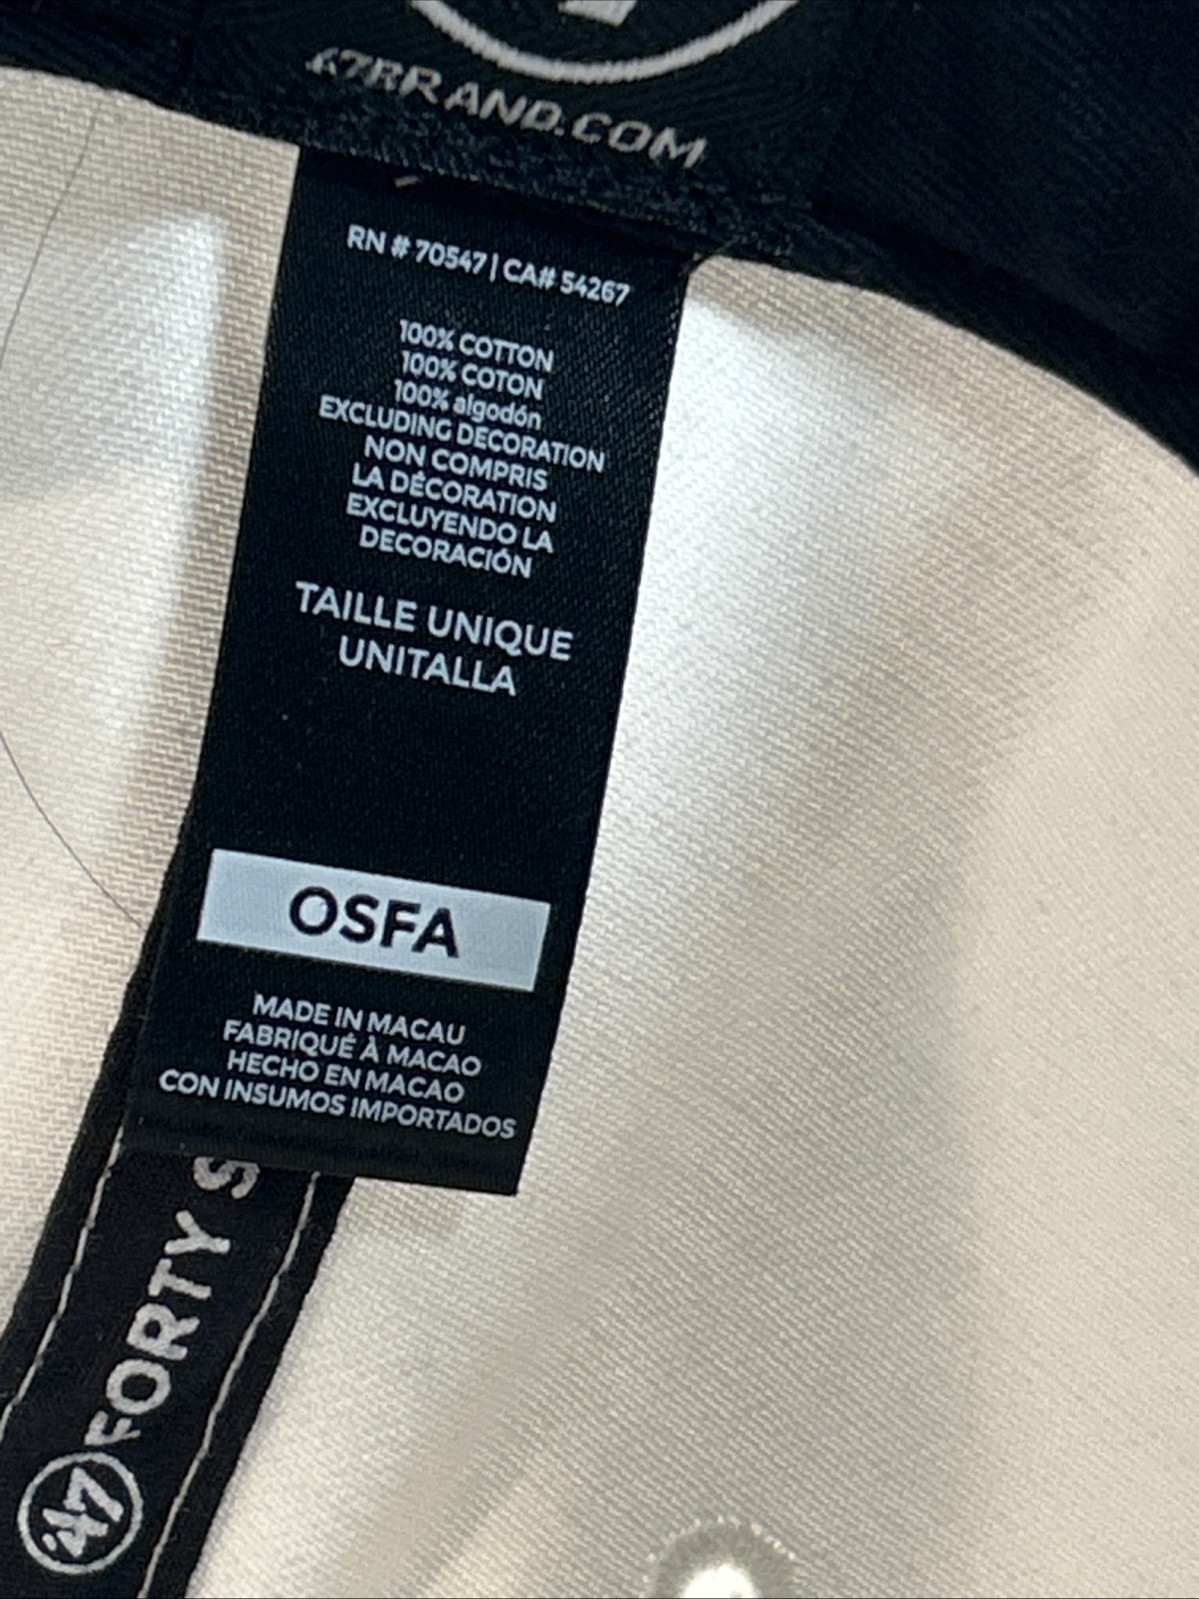 47BRAND.COM
RN # 70547 | CA# 54267
100% COTTON
100% COTON
100% algodón
EXCLUDING DECORATION
NON COMPRIS
LA DÉCORATION
EXCLUYENDO LA
DECORACIÓN
TAILLE UNIQUE
UNITALLA
OSFA
MADE IN MACAU
FABRIQUÉ À MACAO
HECHO EN MACAO
CON INSUMOS IMPORTADOS
'47 FORTY S